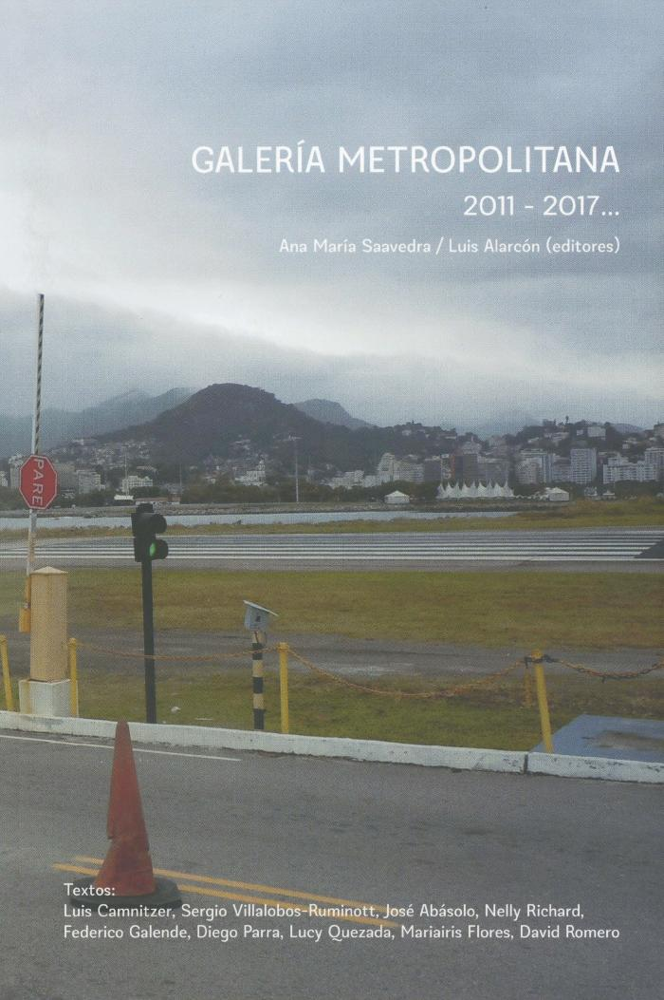 GALERÍA METROPOLITANA
2011 - 2017...
Ana María Saavedra / Luis Alarcón (editores)
PARE
Textos:
Luis Camnitzer, Sergio Villalobos-Ruminott, José Abásolo, Nelly Richard,
Federico Galende, Diego Parra, Lucy Quezada, Mariairis Flores, David Romero